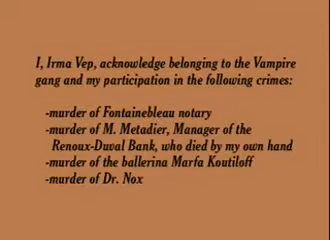 I, Irma Vep, acknowledge belonging to the Vampire
gang and my participation in the following crimes:
-murder of Fontainebleau notary
-murder of M. Metadier, Manager of the
Renoux-Duval Bank, who died by my own hand
-murder of the ballerina Marfa Koutiloff
-murder of Dr. Nox